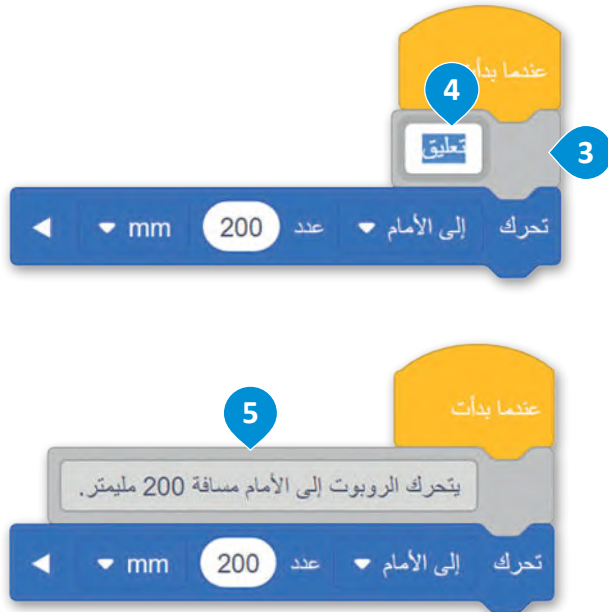 عندما بدأت
4
تعليق
3
تحرك إلى الأمام عدد 200 mm
عندما بدأت
5
يتحرك الروبوت إلى الأمام مسافة 200 مليمتر.
تحرك إلى الأمام عدد 200 mm